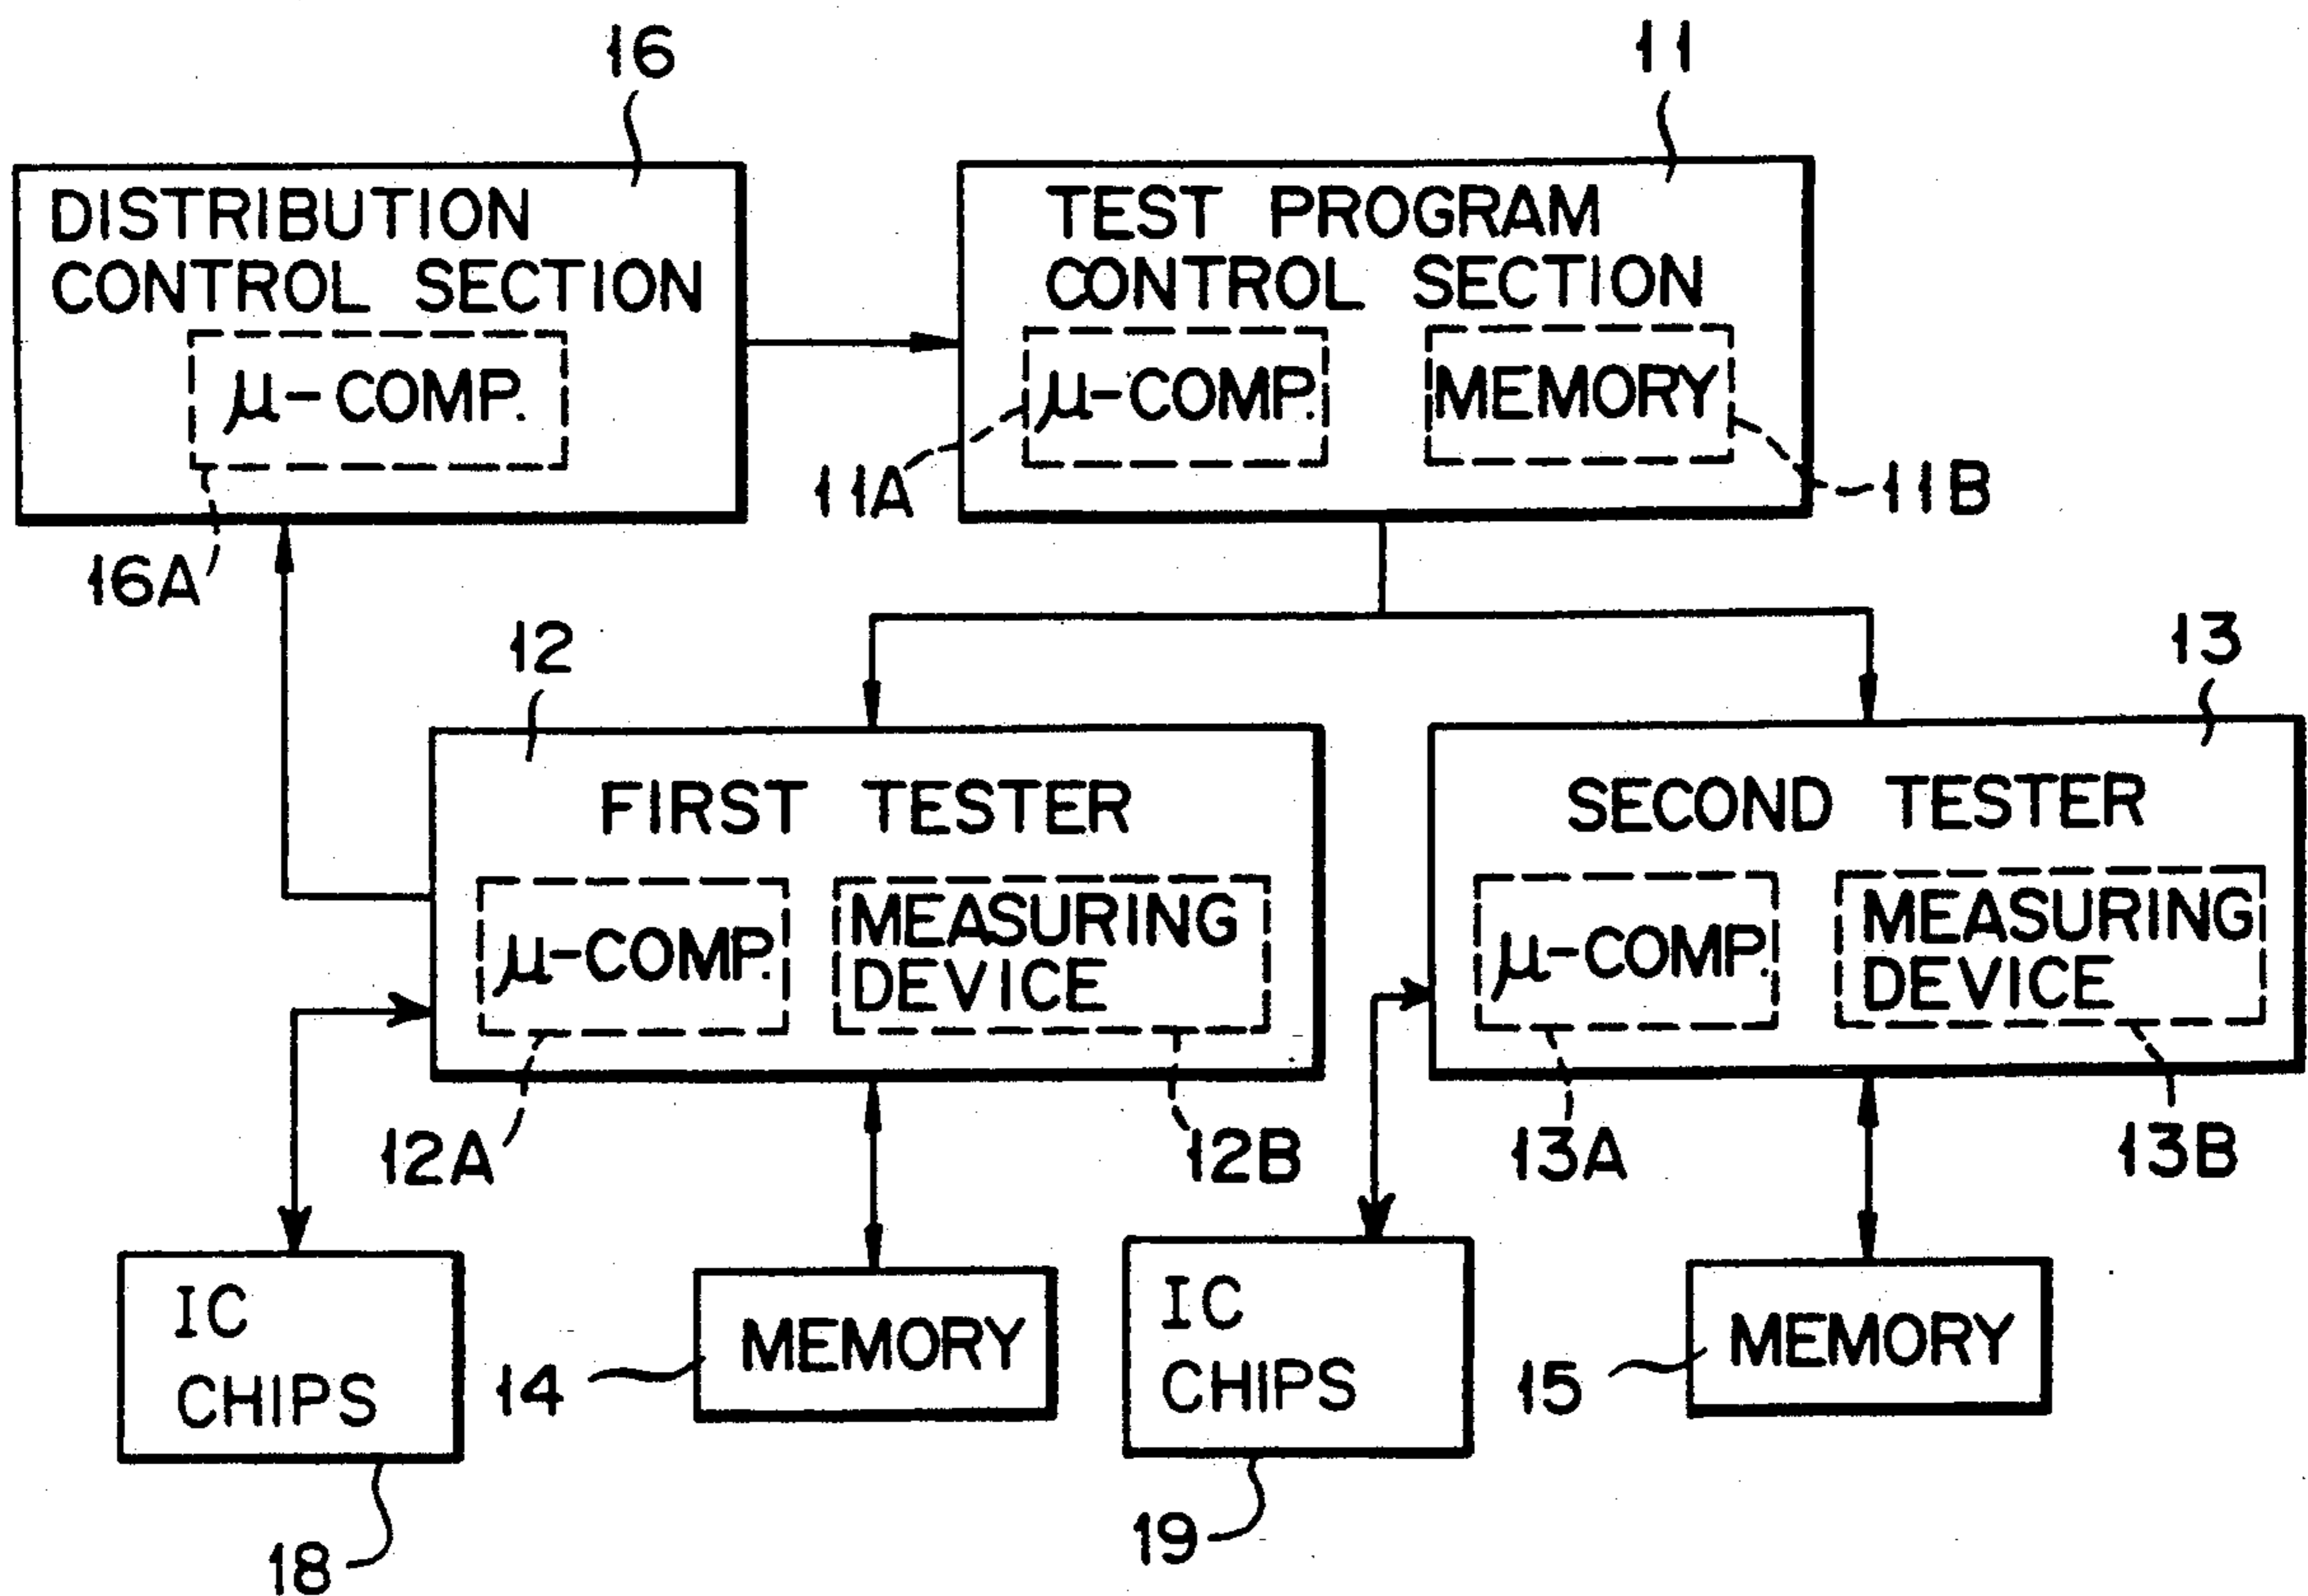 16
11
DISTRIBUTION
CONTROL SECTION
μ-COMP.
16A
TEST PROGRAM
CONTROL SECTION
μ-COMP.
MEMORY
11A
11B
12
13
FIRST TESTER
μ-COMP.
MEASURING
DEVICE
12A
12B
SECOND TESTER
μ-COMP.
MEASURING
DEVICE
13A
13B
IC
CHIPS
18
14
MEMORY
IC
CHIPS
19
15
MEMORY